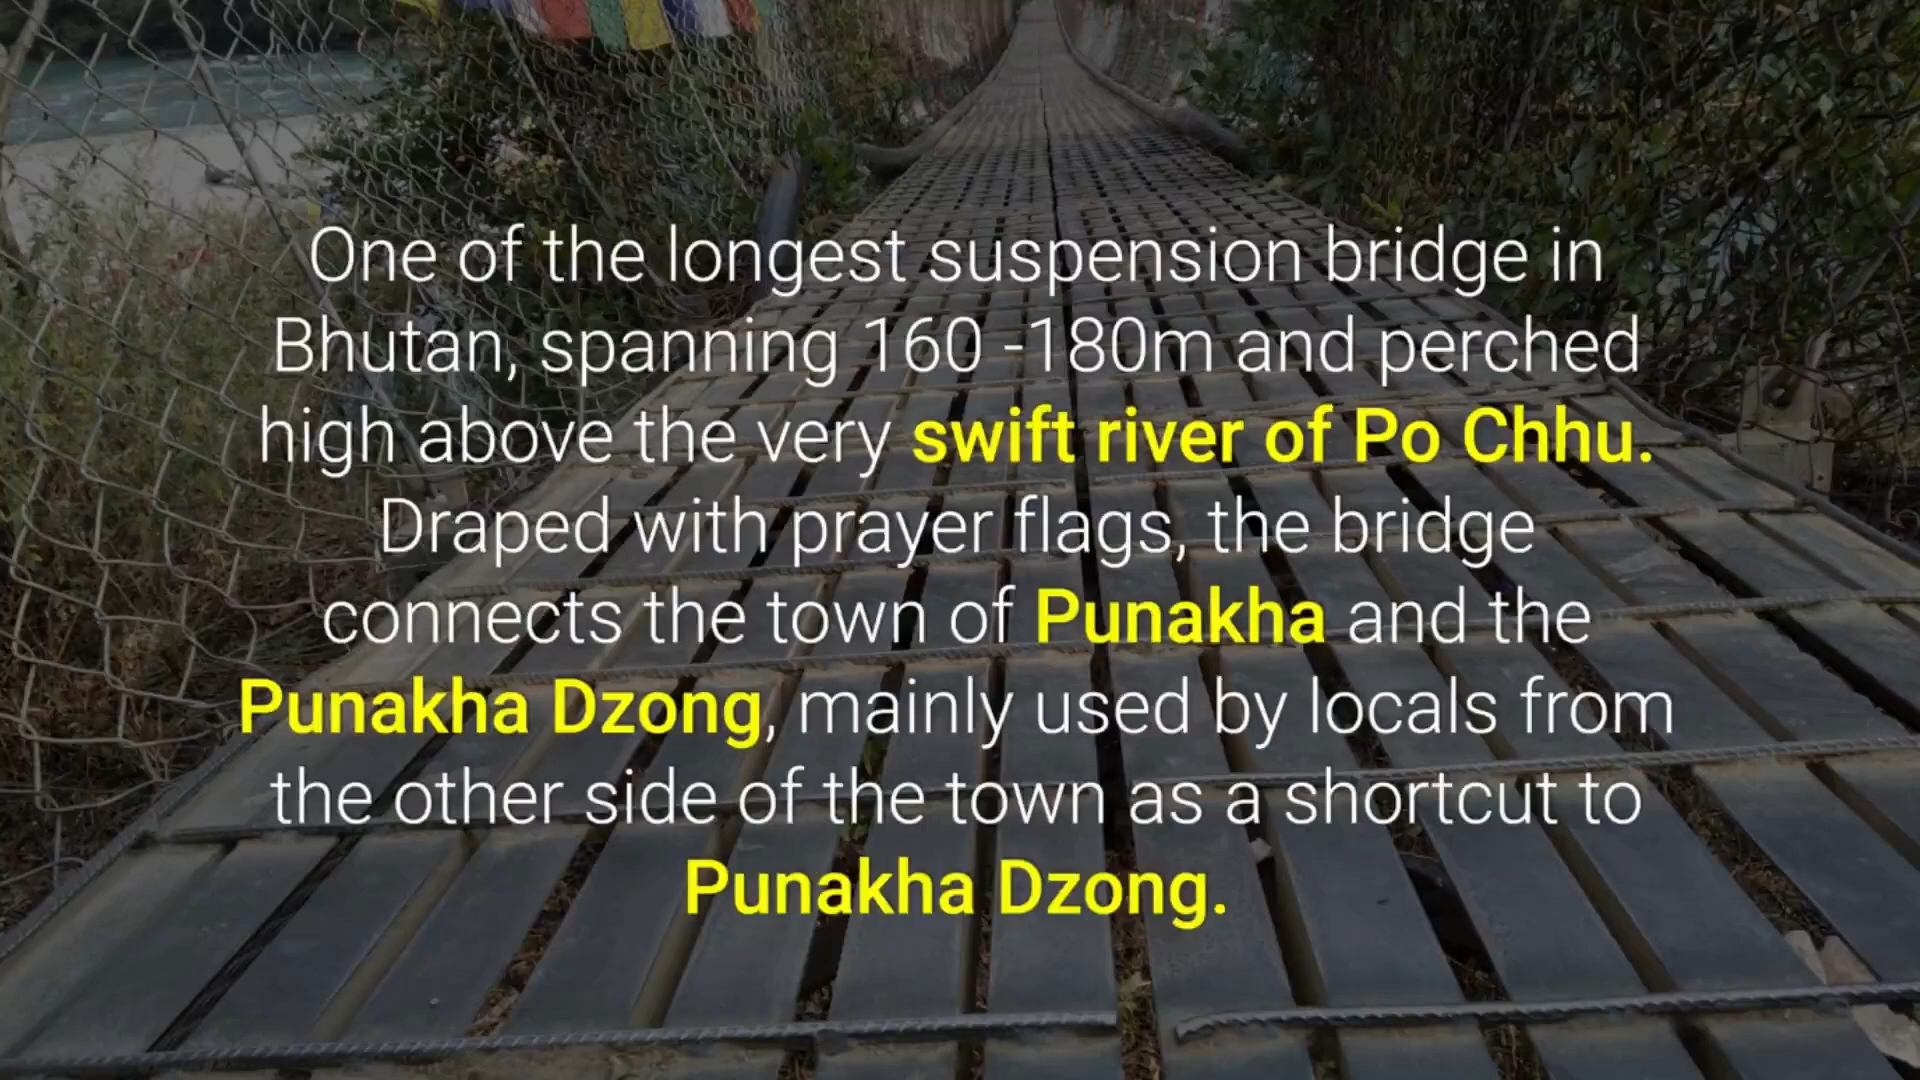 One of the longest suspension bridge in
Bhutan, spanning 160 -180m and perched
high above the very swift river of Po Chhu.
Draped with prayer flags, the bridge
connects the town of Punakha and the
Punakha Dzong, mainly used by locals from
the other side of the town as a shortcut to
Punakha Dzong.